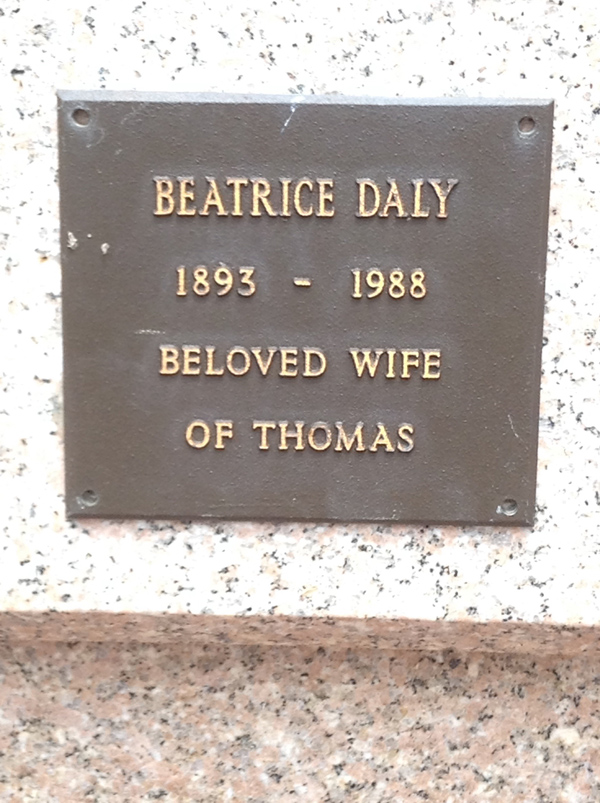 BEATRICE DALY
1893 - 1988
BELOVED WIFE
OF THOMAS